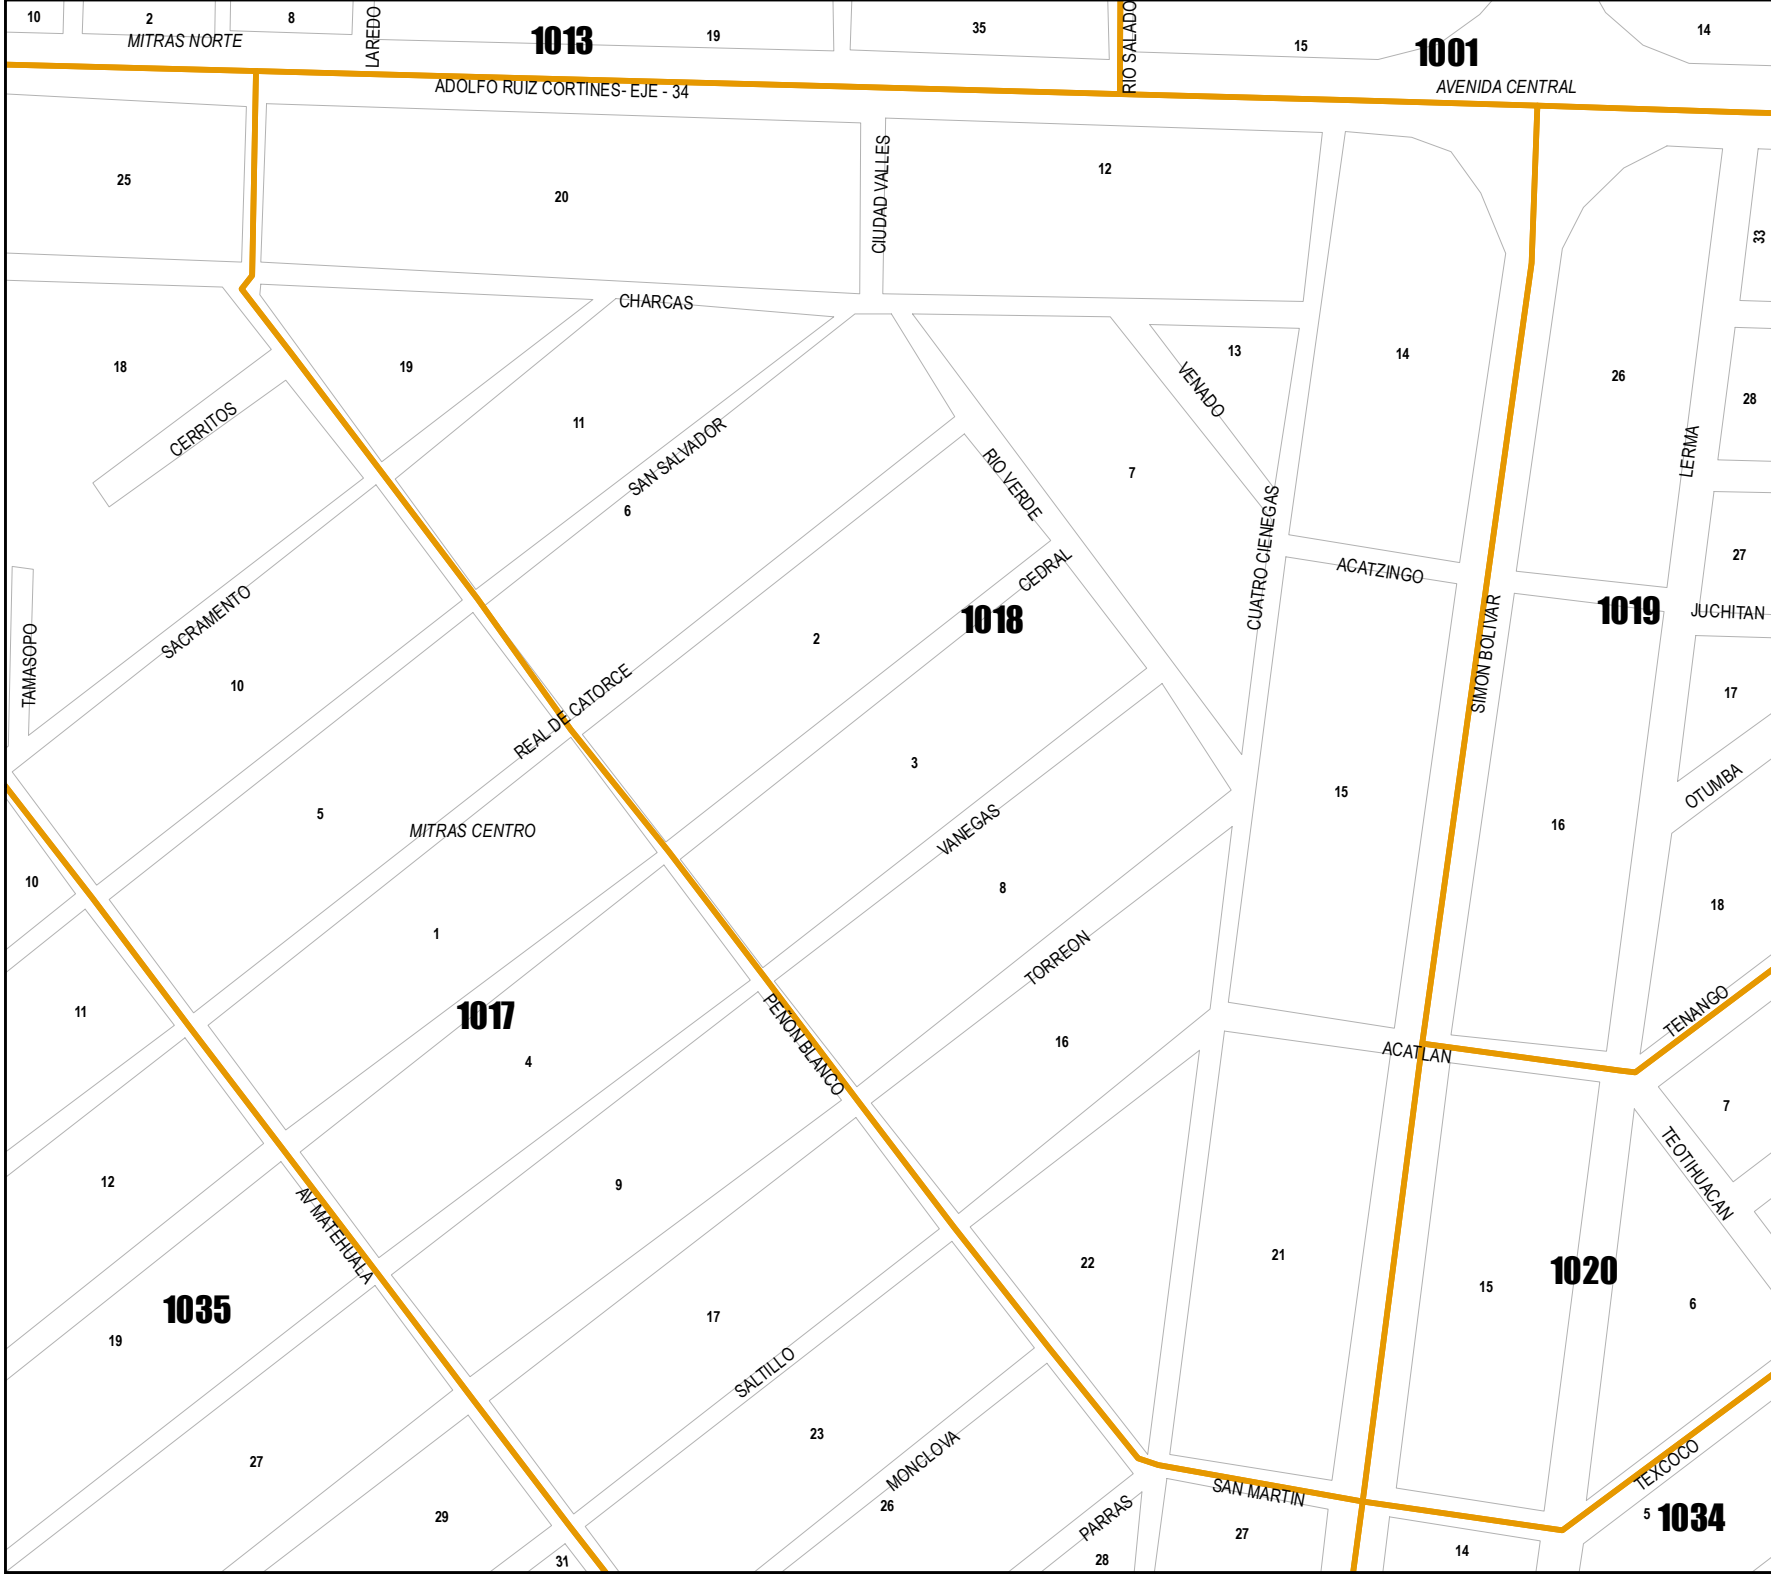 10
2
8
LAREDO
1013
19
35
RIO SALADO
15
1001
14
MITRAS NORTE
ADOLFO RUIZ CORTINES- EJE - 34
AVENIDA CENTRAL
25
20
CIUDAD VALLES
12
33
CHARCAS
18
19
11
13
14
VENADO
26
28
CERRITOS
SAN SALVADOR
6
RIO VERDE
7
LERMA
CUATRO CIENEGAS
ACATZINGO
27
CEDRAL
SACRAMENTO
TAMASOPO
2
1018
SIMON BOLIVAR
1019
JUCHITAN
10
REAL DE CATORCE
17
3
OTUMBA
5
MITRAS CENTRO
VANEGAS
15
16
10
8
18
1
TORREON
11
1017
PEÑON BLANCO
4
16
ACATLAN
TENANGO
7
12
9
TEOTIHUACAN
AV MATEHUALA
22
21
1020
15
6
1035
19
17
SALTILLO
23
MONCLOVA
27
26
SAN MARTIN
TEXCOCO
29
PARRAS
27
5
1034
31
28
14